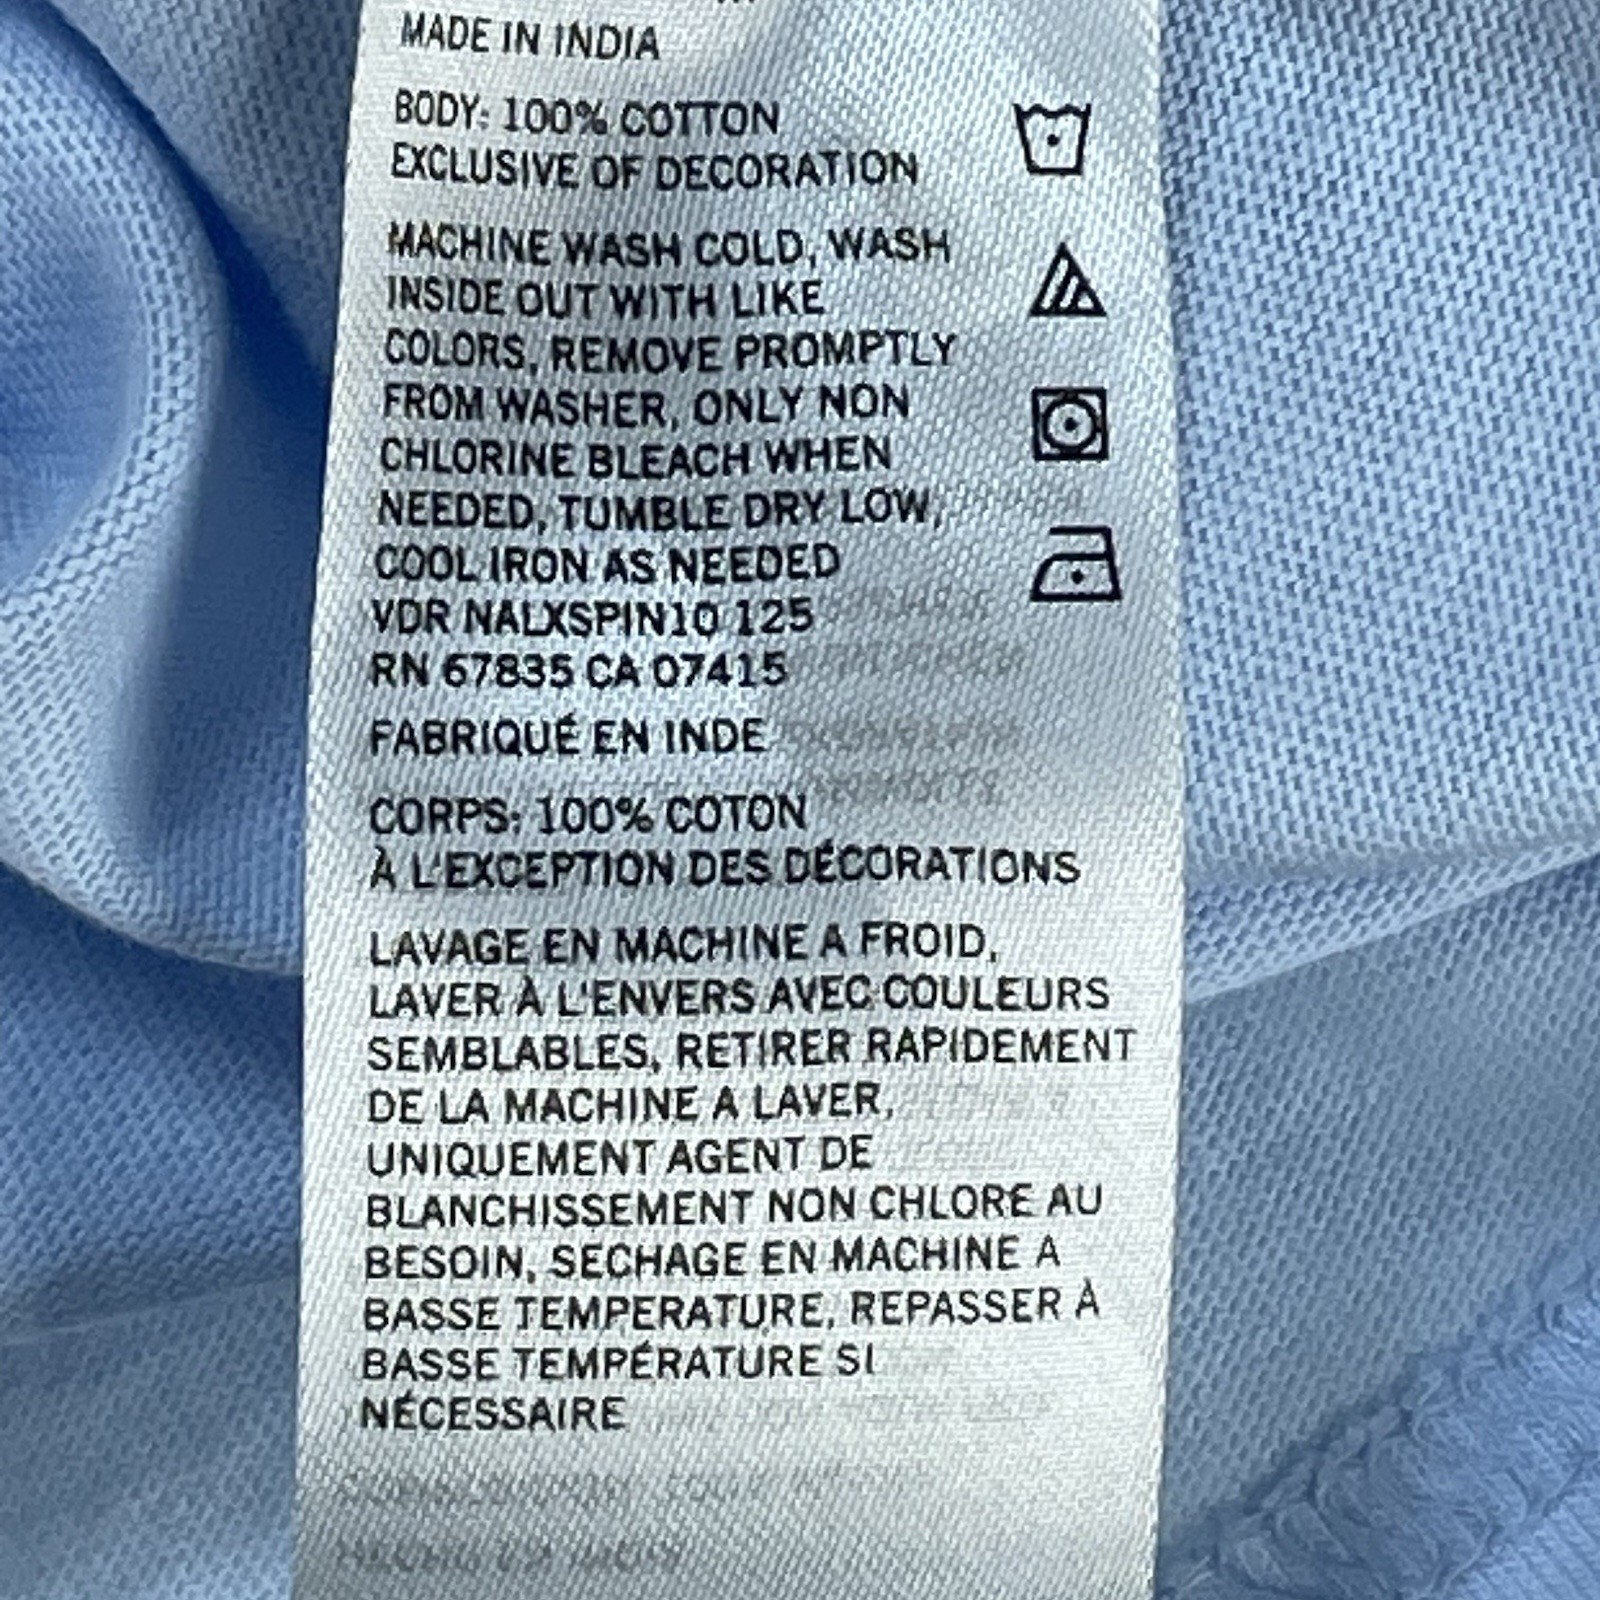 MADE IN INDIA
BODY: 100% COTTON
EXCLUSIVE OF DECORATION
MACHINE WASH COLD, WASH
INSIDE OUT WITH LIKE
COLORS, REMOVE PROMPTLY
FROM WASHER, ONLY NON
CHLORINE BLEACH WHEN
NEEDED, TUMBLE DRY LOW,
COOL IRON AS NEEDED
VDR NALXSPIN10 125
RN 67835 CA 07415
FABRIQUÉ EN INDE
CORPS: 100% COTON
À L'EXCEPTION DES DÉCORATIONS
LAVAGE EN MACHINE A FROID,
LAVER À L'ENVERS AVEC COULEURS
SEMBLABLES, RETIRER RAPIDEMENT
DE LA MACHINE A LAVER,
UNIQUEMENT AGENT DE
BLANCHISSEMENT NON CHLORE AU
BESOIN, SECHAGE EN MACHINE A
BASSE TEMPERATURE, REPASSER À
BASSE TEMPÉRATURE SI
NÉCESSAIRE